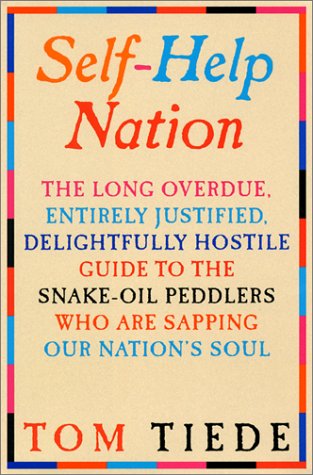 Self-Help
Nation
THE LONG OVERDUE,
ENTIRELY JUSTIFIED,
DELIGHTFULLY HOSTILE
GUIDE TO THE
SNAKE-OIL PEDDLERS
WHO ARE SAPPING
OUR NATION'S SOUL
TOM TIEDE